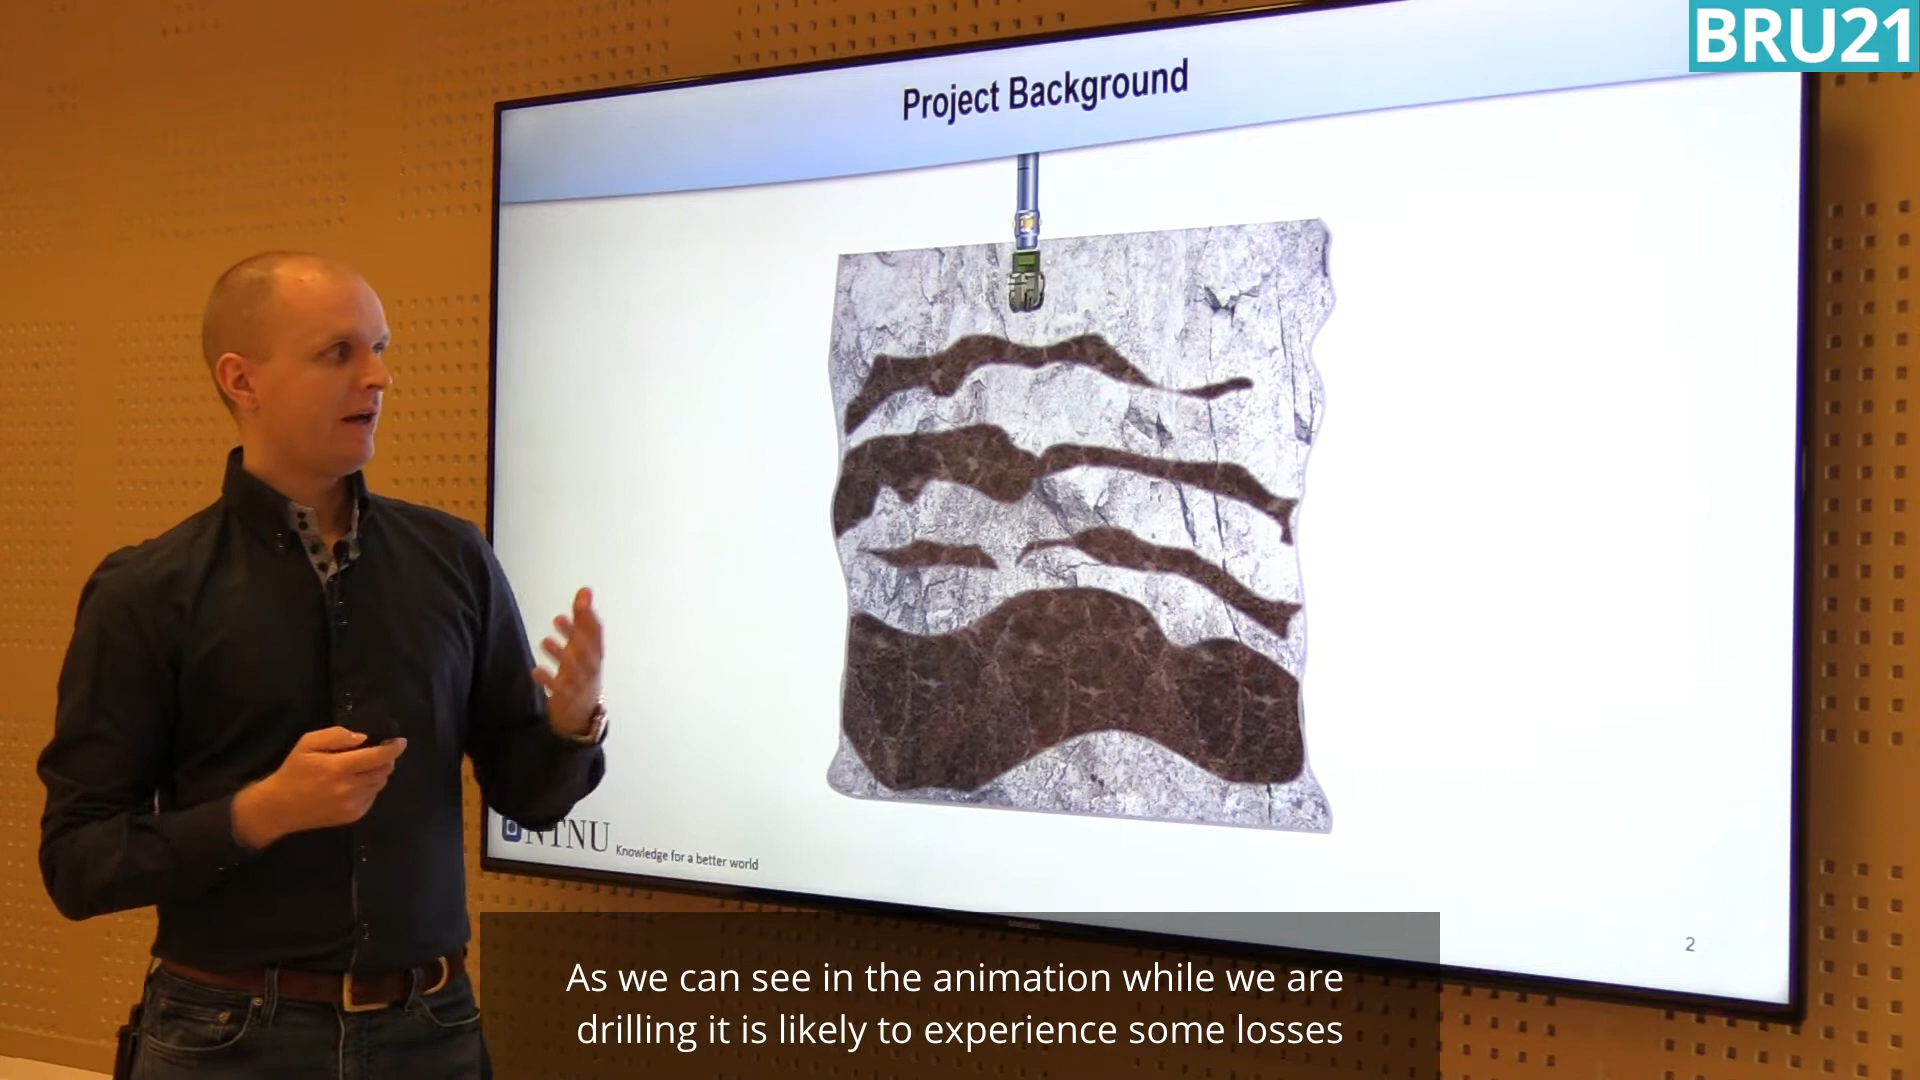 BRU21
Project Background
NTNU
Knowledge for a better world
2
As we can see in the animation while we are
drilling it is likely to experience some losses